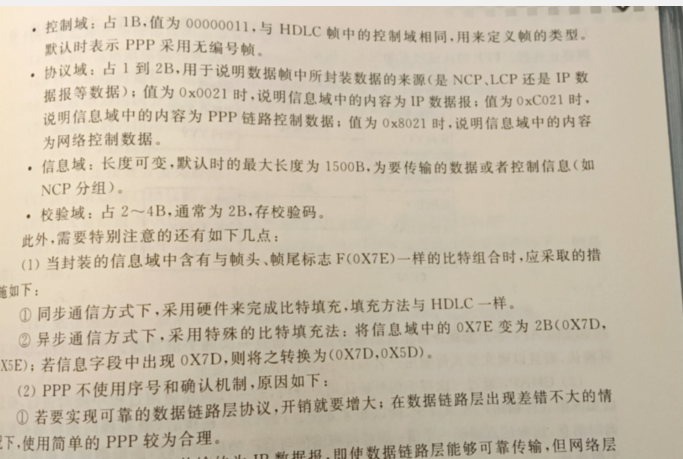 · 控制域：占 1B,值为 00000011,与 HDLC 帧中的控制域相同,用来定义帧的类型。
默认时表示 PPP 采用无编号帧。
· 协议域：占 1 到 2B,用于说明数据帧中所封装数据的来源(是 NCP、LCP 还是 IP 数
据报等数据)；值为 0x0021 时,说明信息域中的内容为 IP 数据报；值为 0xC021 时,
说明信息域中的内容为 PPP 链路控制数据；值为 0x8021 时,说明信息域中的内容
为网络控制数据。
· 信息域：长度可变,默认时的最大长度为 1500B,为要传输的数据或者控制信息(如
NCP 分组)。
· 校验域：占 2～4B,通常为 2B,存校验码。
此外,需要特别注意的还有如下几点：
(1) 当封装的信息域中含有与帧头、帧尾标志 F(0X7E)一样的比特组合时,应采取的措
施如下：
① 同步通信方式下,采用硬件来完成比特填充,填充方法与 HDLC 一样。
② 异步通信方式下,采用特殊的比特填充法：将信息域中的 0X7E 变为 2B(0X7D,
X5E)；若信息字段中出现 0X7D,则将之转换为(0X7D,0X5D)。
(2) PPP 不使用序号和确认机制,原因如下：
① 若要实现可靠的数据链路层协议,开销就要增大；在数据链路层出现差错不大的情
况下,使用简单的 PPP 较为合理。
IP 数据报,即使数据链路层能够可靠传输,但网络层